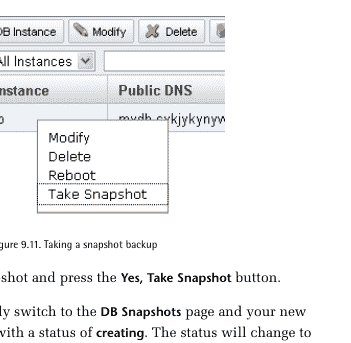 DB Instance Modify Delete
All Instances
nstance Public DNS
Modify
Delete
Reboot
Take Snapshot
gure 9.11. Taking a snapshot backup
shot and press the Yes, Take Snapshot button.
ly switch to the DB Snapshots page and your new
with a status of creating. The status will change to